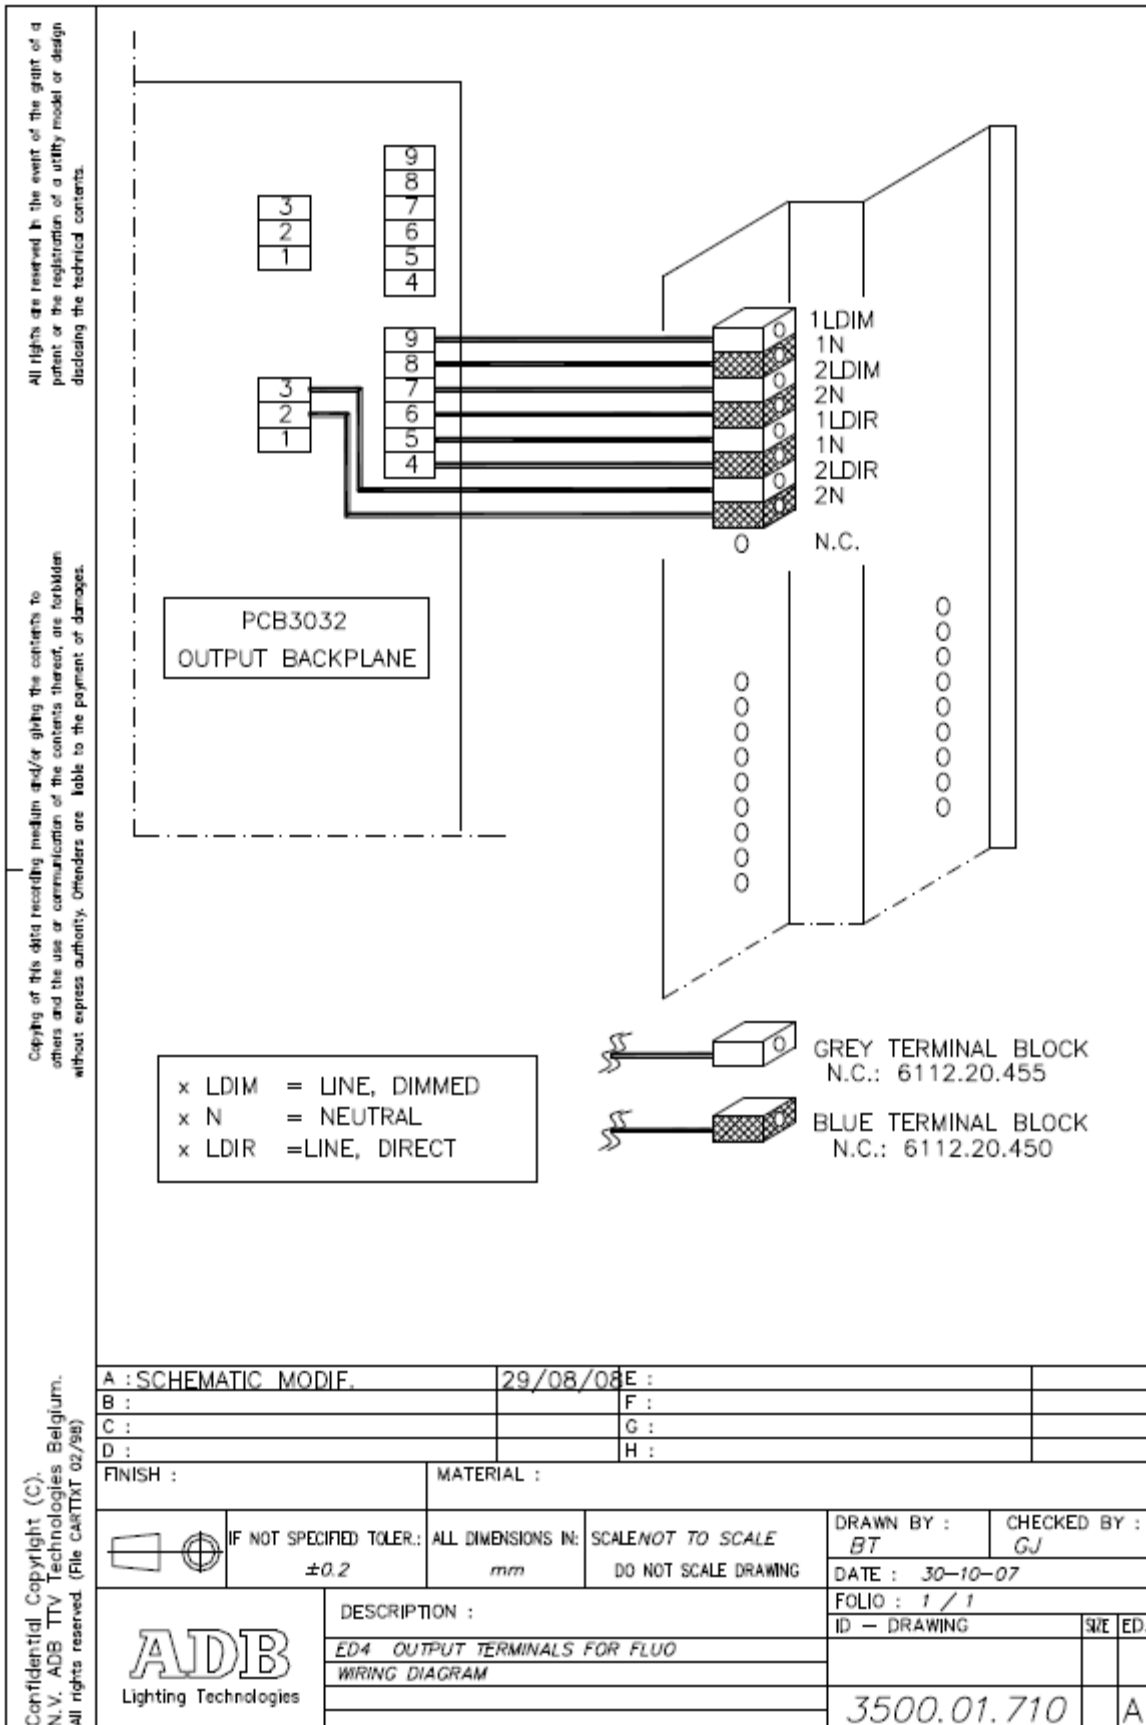 All rights are reserved in the event of the grant of a
patent or the registration of a utility model or design
disclosing the technical contents.
Copying of this data recording medium and/or giving the contents to
others and the use or communication of the contents thereof, are forbidden
without express authority. Offenders are liable to the payment of damages.
Confidential Copyright (C).
N.V. ADB TTV Technologies Belgium.
All rights reserved. (File CARTTXT 02/98)
9
8
7
6
5
4
3
2
1
9
8
7
6
5
4
3
2
1
1LDIM
1N
2LDIM
2N
1LDIR
1N
2LDIR
2N
N.C.
PCB3032
OUTPUT BACKPLANE
GREY TERMINAL BLOCK
N.C.: 6112.20.455
BLUE TERMINAL BLOCK
N.C.: 6112.20.450
x LDIM = LINE, DIMMED
x N = NEUTRAL
x LDIR =LINE, DIRECT
A : SCHEMATIC MODIF. 29/08/08 E :
B : F :
C : G :
D : H :
FINISH : MATERIAL :
IF NOT SPECIFIED TOLER.:
±0.2
ALL DIMENSIONS IN:
mm
SCALE NOT TO SCALE
DO NOT SCALE DRAWING
DRAWN BY :
BT
CHECKED BY :
GJ
DATE : 30-10-07
FOLIO : 1 / 1
ID - DRAWING SIZE ED.
3500.01.710 A
DESCRIPTION :
ED4 OUTPUT TERMINALS FOR FLUO
WIRING DIAGRAM
ADB
Lighting Technologies